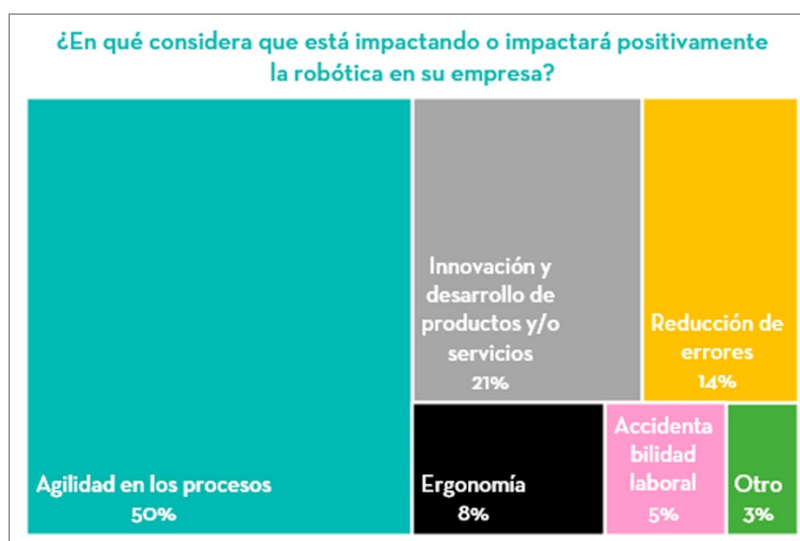 ¿En qué considera que está impactando o impactará positivamente
la robótica en su empresa?
Agilidad en los procesos
50%
Innovación y
desarrollo de
productos y/o
servicios
21%
Reducción de
errores
14%
Ergonomía
8%
Accidenta
bilidad
laboral
5%
Otro
3%